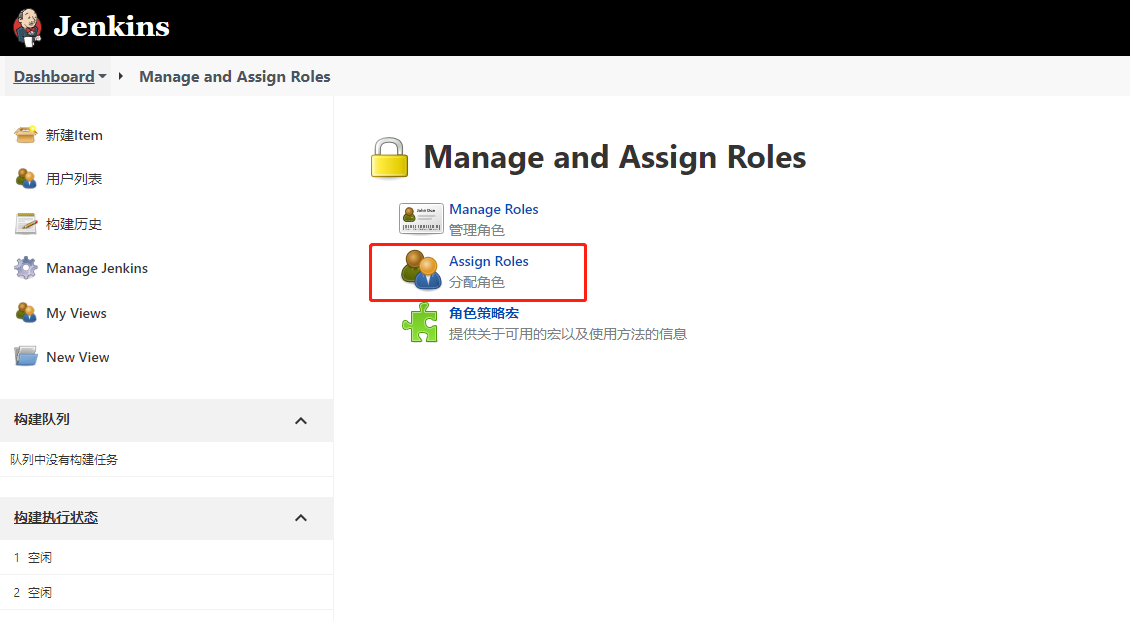 Jenkins
Dashboard
Manage and Assign Roles
新建Item
用户列表
构建历史
Manage Jenkins
My Views
New View
构建队列
队列中没有构建任务
构建执行状态
1 空闲
2 空闲
Manage and Assign Roles
John Doe
Manage Roles
管理角色
Assign Roles
分配角色
角色策略宏
提供关于可用的宏以及使用方法的信息